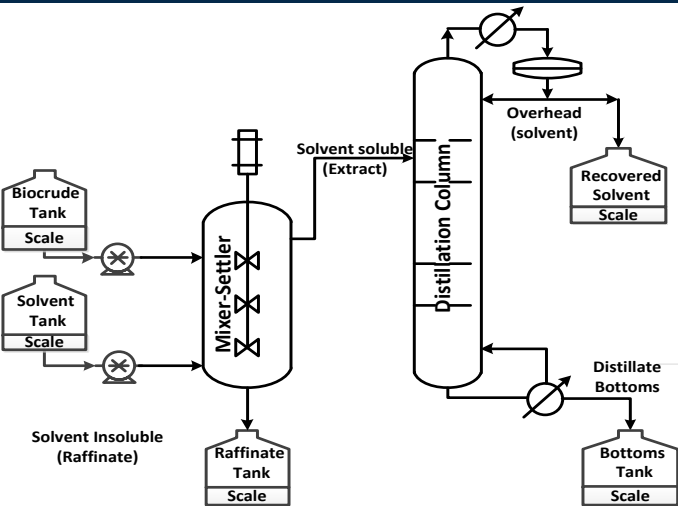 Overhead
(solvent)
Solvent soluble
(Extract)
Recovered
Solvent
Scale
Biocrude
Tank
Scale
Mixer-Settler
Distillation Column
Solvent
Tank
Scale
Distillate
Bottoms
Solvent Insoluble
(Raffinate)
Raffinate
Tank
Scale
Bottoms
Tank
Scale